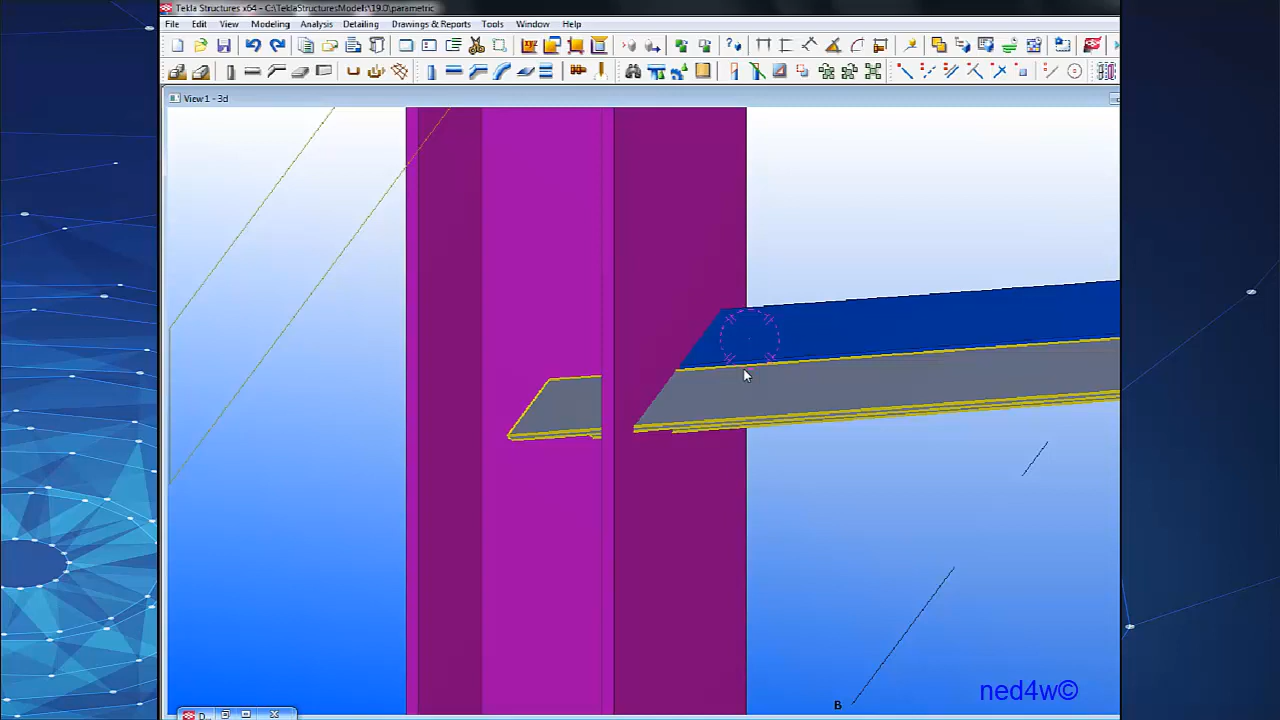 Tekla Structures x64 - C:\TeklaStructuresModels\19.0\parametric
File Edit View Modeling Analysis Detailing Drawings & Reports Tools Window Help
View 1 - 3d
B
ned4w©
D...